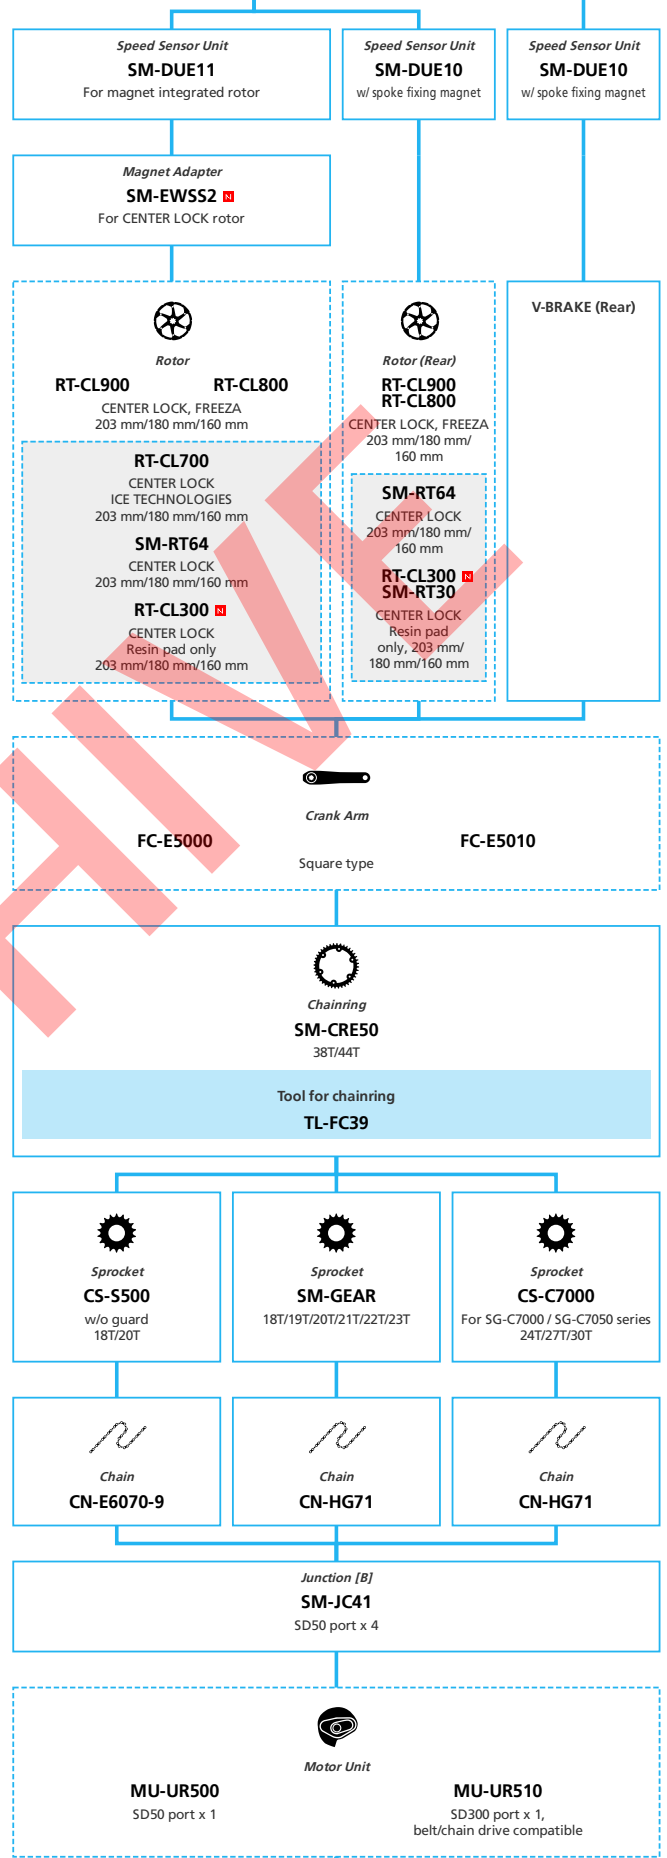 Speed Sensor Unit
SM-DUE11
For magnet integrated rotor
Speed Sensor Unit
SM-DUE10
w/ spoke fixing magnet
Speed Sensor Unit
SM-DUE10
w/ spoke fixing magnet
Magnet Adapter
SM-EWSS2 N
For CENTER LOCK rotor
Rotor
RT-CL900 RT-CL800
CENTER LOCK, FREEZA
203 mm/180 mm/160 mm
RT-CL700
CENTER LOCK
ICE TECHNOLOGIES
203 mm/180 mm/160 mm
SM-RT64
CENTER LOCK
203 mm/180 mm/160 mm
RT-CL300 N
CENTER LOCK
Resin pad only
203 mm/180 mm/160 mm
Rotor (Rear)
RT-CL900
RT-CL800
CENTER LOCK, FREEZA
203 mm/180 mm/
160 mm
SM-RT64
CENTER LOCK
203 mm/180 mm/
160 mm
RT-CL300 N
SM-RT30
CENTER LOCK
Resin pad
only, 203 mm/
180 mm/160 mm
V-BRAKE (Rear)
HIVE
Crank Arm
FC-E5000 FC-E5010
Square type
Chainring
SM-CRE50
38T/44T
Tool for chainring
TL-FC39
Sprocket
CS-S500
w/o guard
18T/20T
Sprocket
SM-GEAR
18T/19T/20T/21T/22T/23T
Sprocket
CS-C7000
For SG-C7000 / SG-C7050 series
24T/27T/30T
Chain
CN-E6070-9
Chain
CN-HG71
Chain
CN-HG71
Junction [B]
SM-JC41
SD50 port x 4
Motor Unit
MU-UR500
SD50 port x 1
MU-UR510
SD300 port x 1,
belt/chain drive compatible